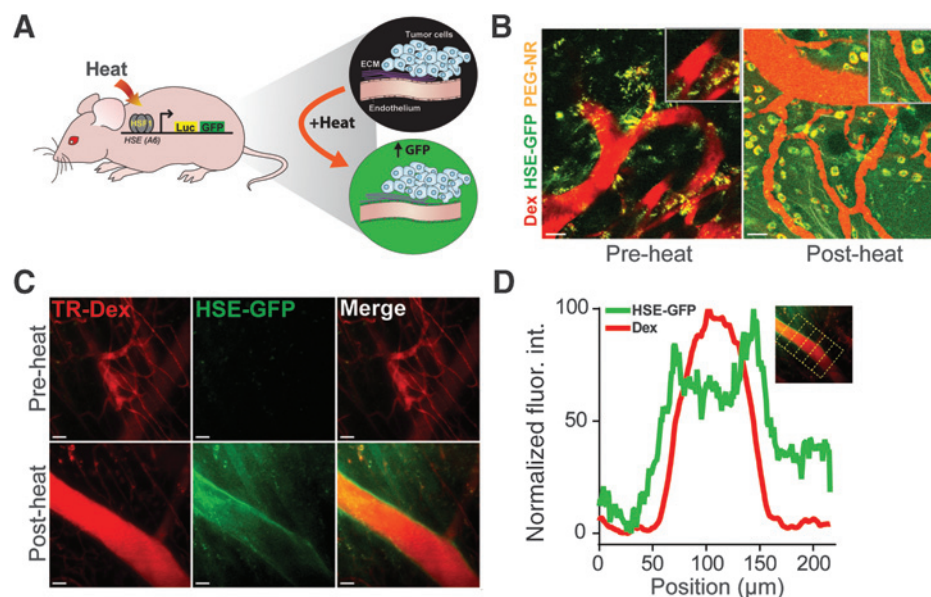 A
Heat
HSE (A6)
Luc
GFP
+Heat
Tumor cells
ECM
Endothelium
GFP
B
Dex HSE-GFP PEG-NR
Pre-heat
Post-heat
C
TR-Dex
HSE-GFP
Merge
Pre-heat
Post-heat
D
HSE-GFP
Dex
Normalized fluor. int.
100
50
0
0
50
100
150
200
Position (µm)